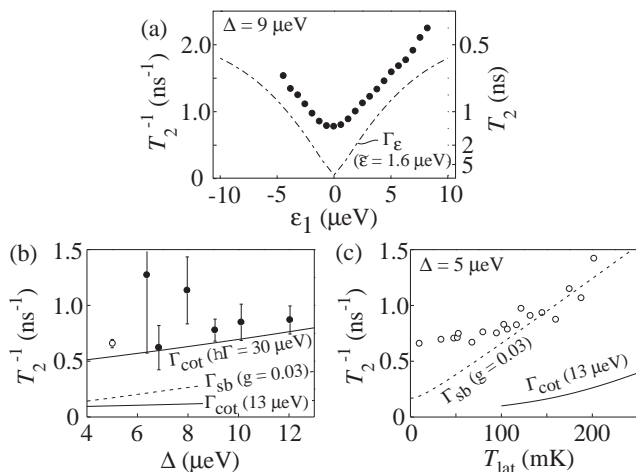 (a)
Δ = 9 μeV
2.0
1.0
0
T₂⁻¹ (ns⁻¹)
0.5
1
2
5
T₂ (ns)
Γε
(ε̃ = 1.6 μeV)
-10 -5 0 5 10
ε₁ (μeV)
(b)
1.5
1.0
0.5
0
T₂⁻¹ (ns⁻¹)
Γcot (hΓ = 30 μeV)
Γsb (g = 0.03)
Γcot (13 μeV)
4 6 8 10 12
Δ (μeV)
(c)
Δ = 5 μeV
1.5
1.0
0.5
0
T₂⁻¹ (ns⁻¹)
Γsb (g = 0.03)
Γcot (13 μeV)
0 100 200
Tlat (mK)